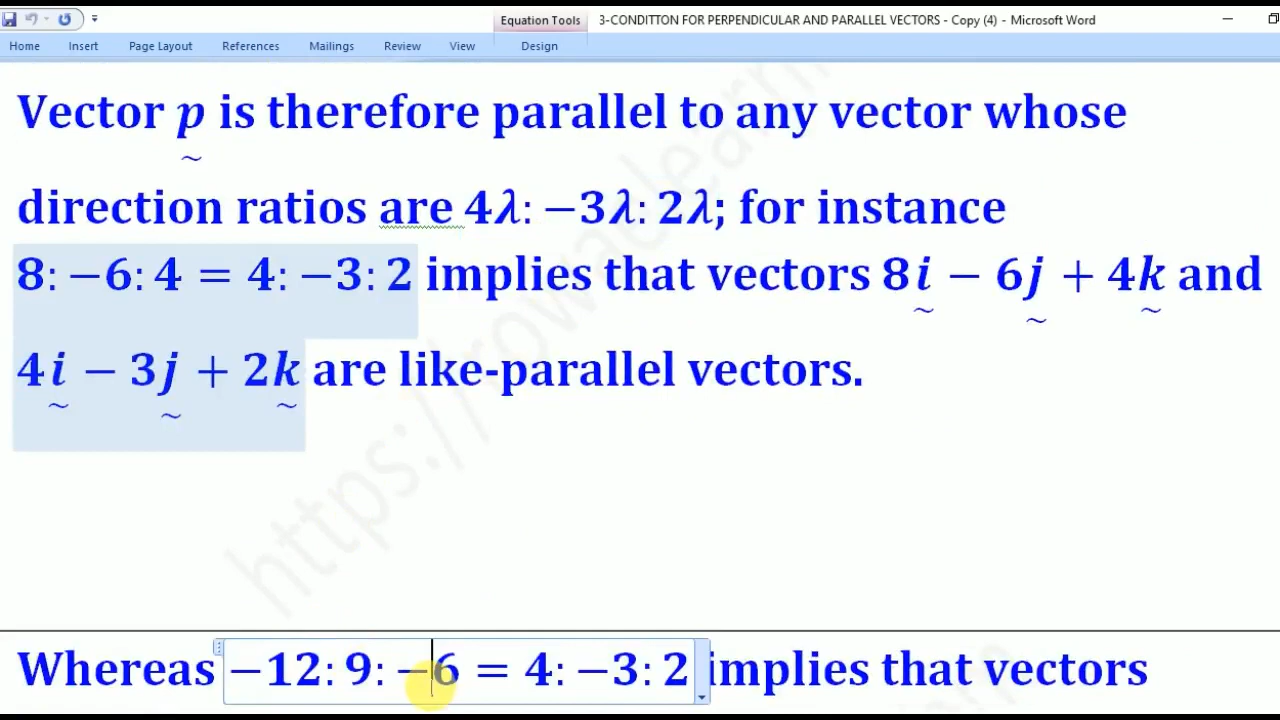 Equation Tools 3-CONDITTON FOR PERPENDICULAR AND PARALLEL VECTORS - Copy (4) - Microsoft Word
Home Insert Page Layout References Mailings Review View Design
Vector p is therefore parallel to any vector whose
~
direction ratios are 4λ: −3λ: 2λ; for instance
8: −6: 4 = 4: −3: 2 implies that vectors 8i − 6j + 4k and
~ ~ ~
4i − 3j + 2k are like-parallel vectors.
~ ~ ~
https://rowalearn
Whereas −12: 9: −6 = 4: −3: 2 implies that vectors